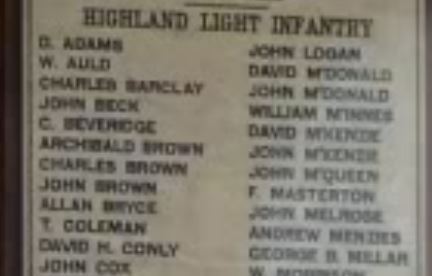 HIGHLAND LIGHT INFANTRY
D. ADAMS
W. AULD
CHARLES BARCLAY
JOHN BECK
C. BEVERIDGE
ARCHIBALD BROWN
CHARLES BROWN
JOHN BROWN
ALLAN BRYCE
T. COLEMAN
DAVID H. CONLY
JOHN COX
JOHN LOGAN
DAVID M'DONALD
JOHN M'DONALD
WILLIAM M'INNES
DAVID M'KENZIE
JOHN M'KENZIE
JOHN M'QUEEN
F. MASTERTON
JOHN MELROSE
ANDREW MENZIES
GEORGE B. MILLAR
W. MORRISON